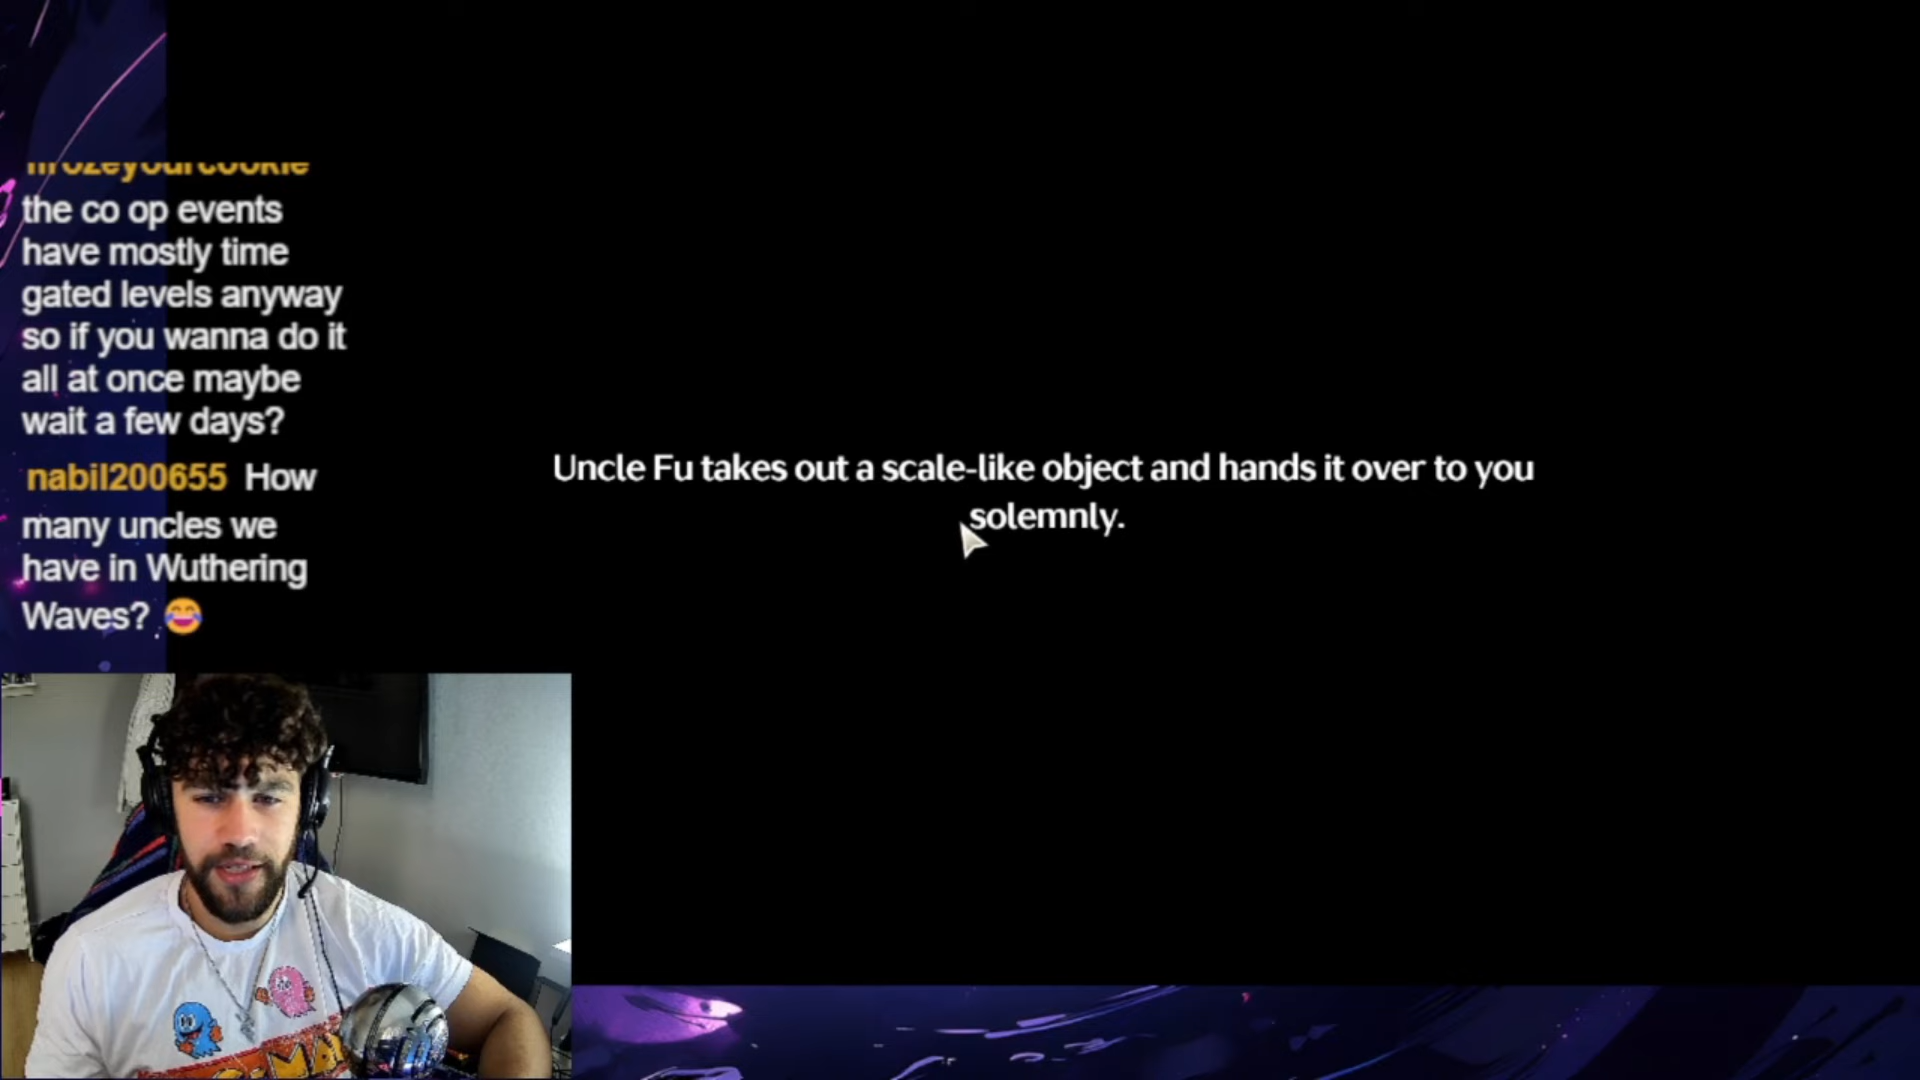 the co op events
have mostly time
gated levels anyway
so if you wanna do it
all at once maybe
wait a few days?
nabil200655 How
many uncles we
have in Wuthering
Waves? 😂
Uncle Fu takes out a scale-like object and hands it over to you
solemnly.